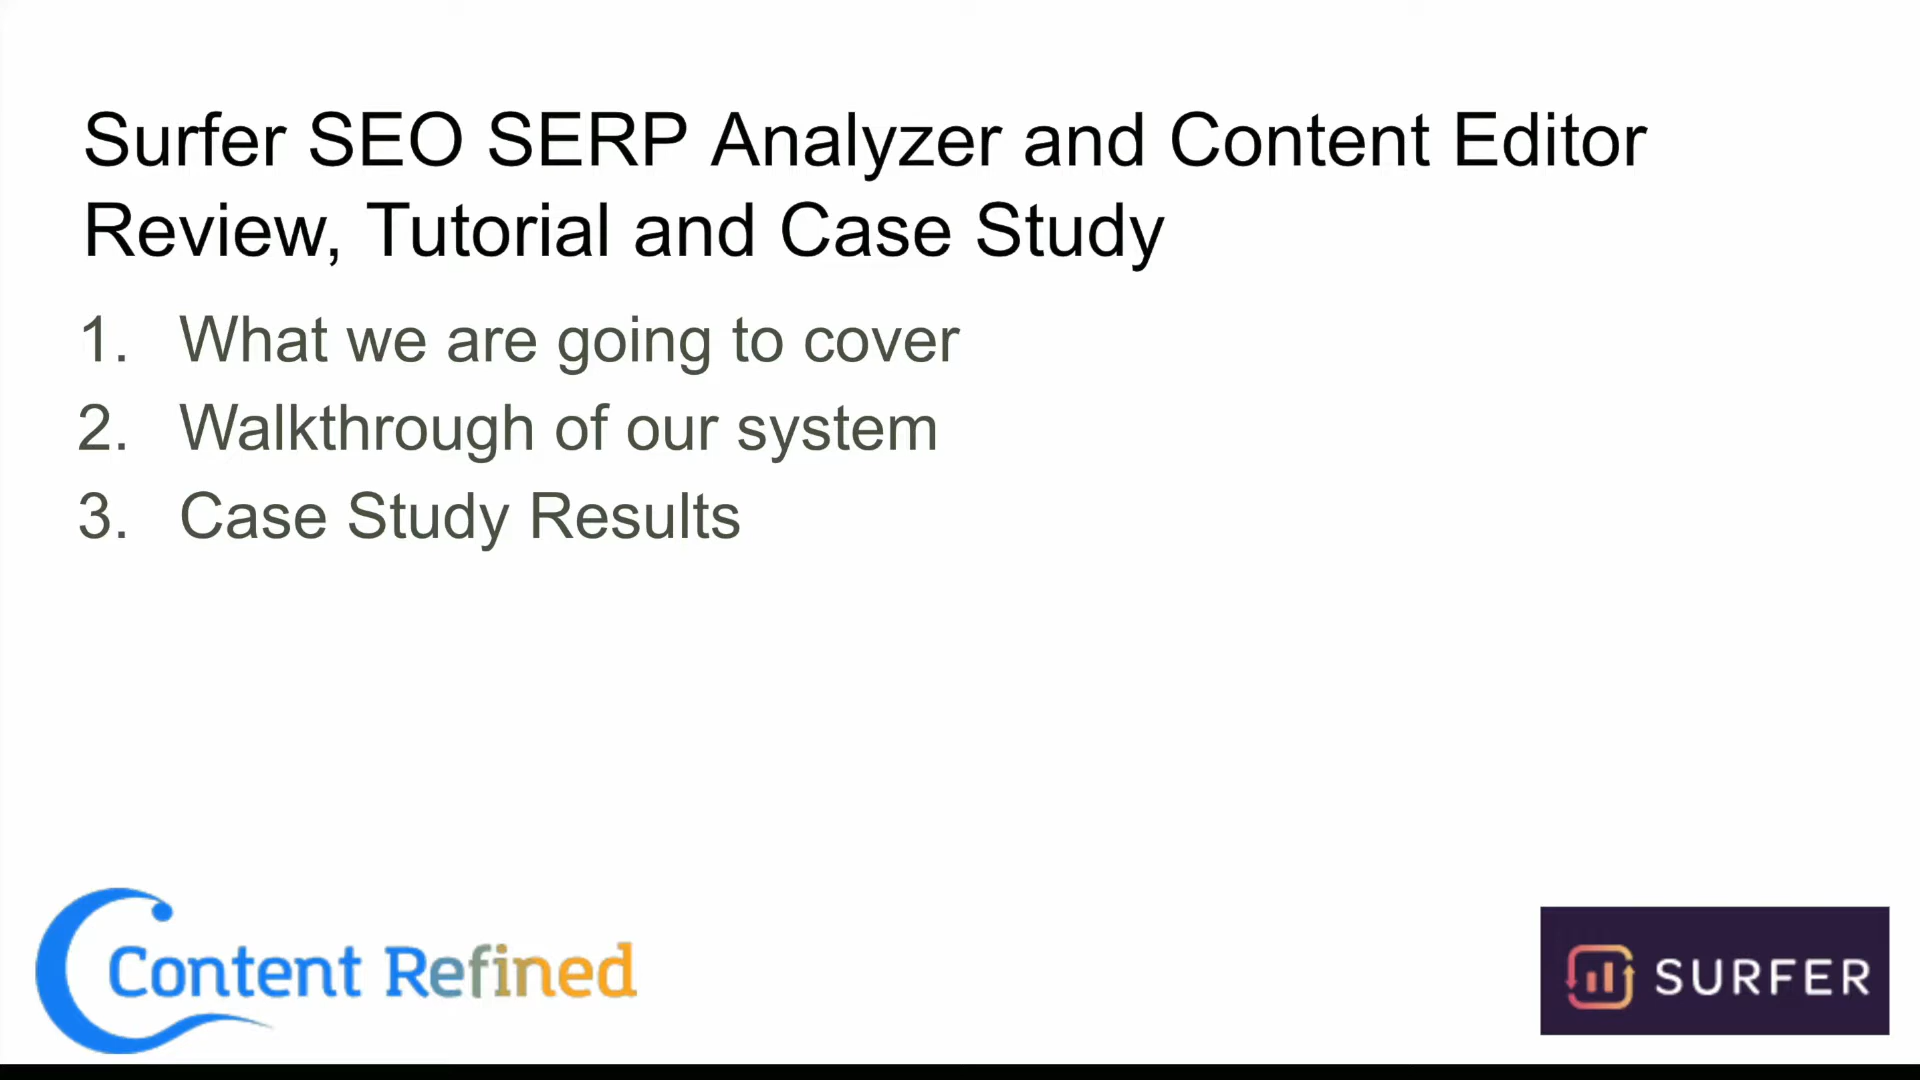 Surfer SEO SERP Analyzer and Content Editor
Review, Tutorial and Case Study
1. What we are going to cover
2. Walkthrough of our system
3. Case Study Results
Content Refined
SURFER